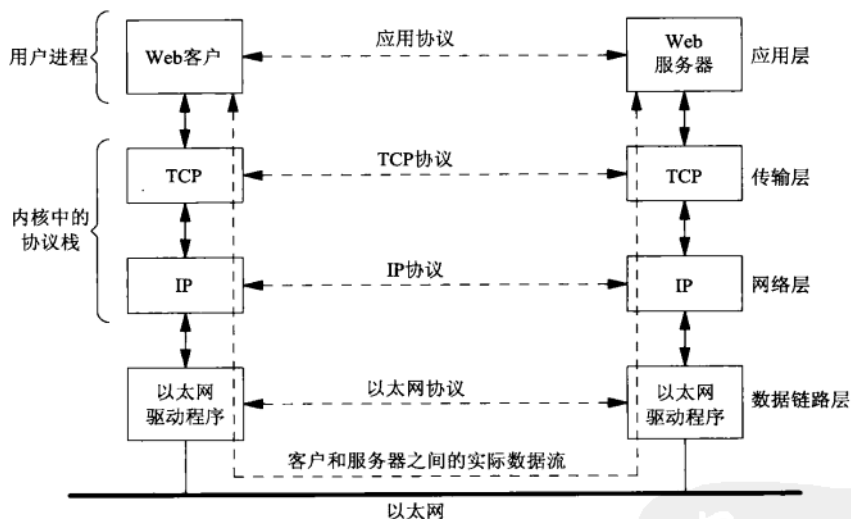 用户进程
Web客户
应用协议
Web
服务器
应用层
TCP
TCP协议
TCP
传输层
内核中的
协议栈
IP
IP协议
IP
网络层
以太网
驱动程序
以太网协议
以太网
驱动程序
数据链路层
客户和服务器之间的实际数据流
以太网